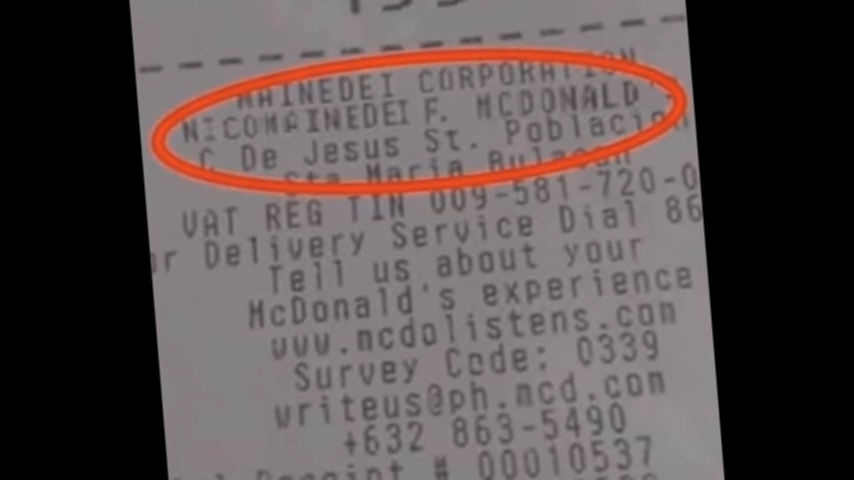 MAINEDEI CORPORATION
NICOMAINEDEI F. MCDONALD'
C De Jesus St. Poblacion
Sta Maria Bulacan
VAT REG TIN 009-581-720-0
or Delivery Service Dial 86
Tell us about your
McDonald's experience
www.mcdolistens.com
Survey Code: 0339
writeus@ph.mcd.com
+632 863-5490
Receipt # 00010537